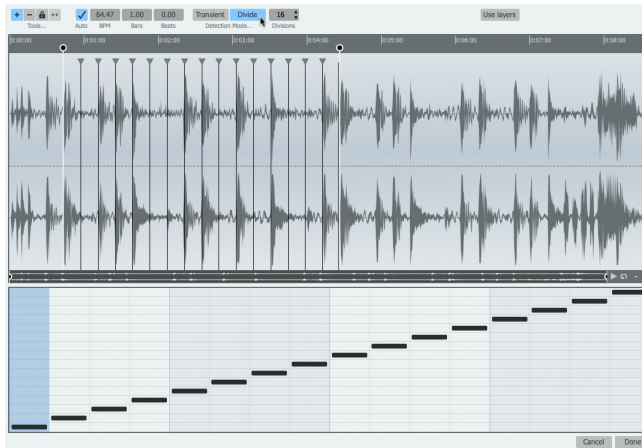 + - Auto 64.47 1.00 0.00 Transient Divide 16 Use layers
Tools... BPM Bars Beats Detection Mode... Divisions
0:00:00 0:01:00 0:02:00 0:03:00 0:04:00 0:05:00 0:06:00 0:07:00 0:08:00
Cancel Done